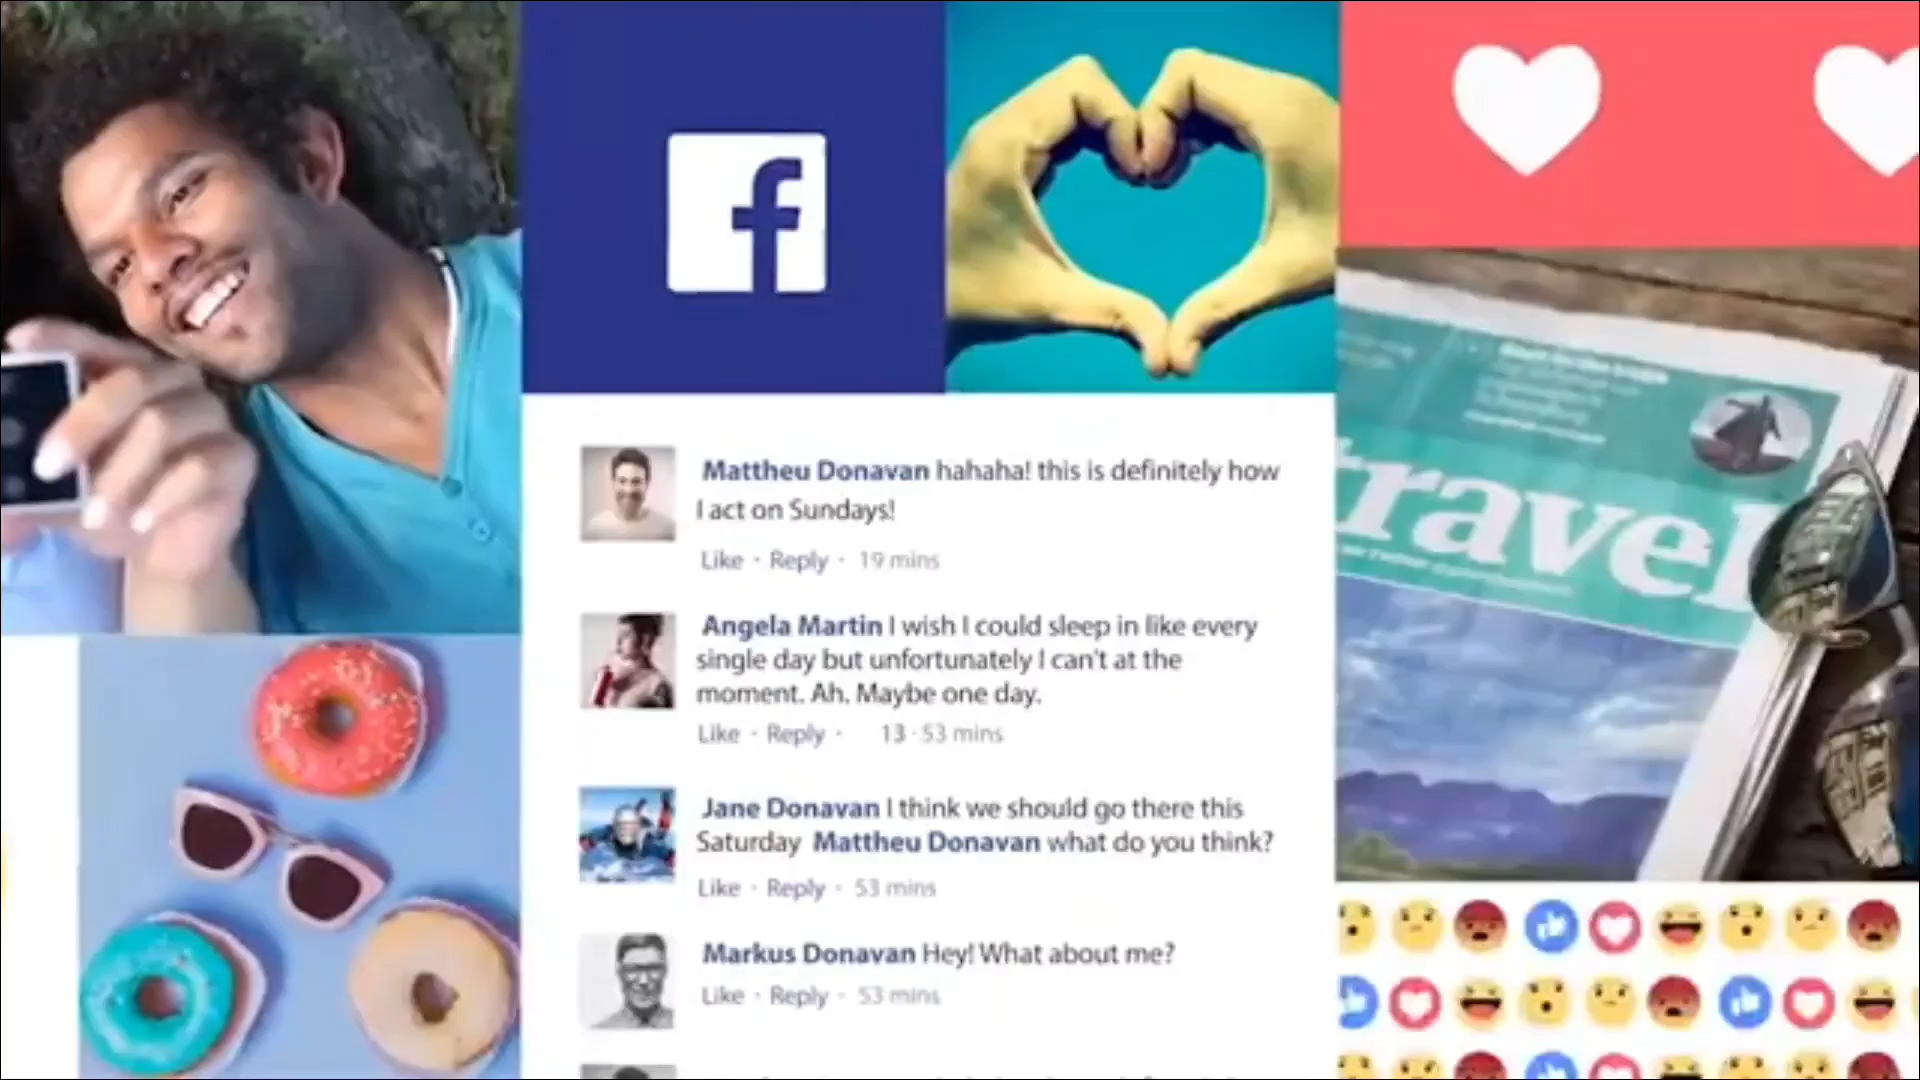 f
Mattheu Donavan hahaha! this is definitely how
I act on Sundays!
Like · Reply · 19 mins
Angela Martin I wish I could sleep in like every
single day but unfortunately I can't at the
moment. Ah. Maybe one day.
Like · Reply · 13 · 53 mins
Jane Donavan I think we should go there this
Saturday Mattheu Donavan what do you think?
Like · Reply · 53 mins
Markus Donavan Hey! What about me?
Like · Reply · 53 mins
travel